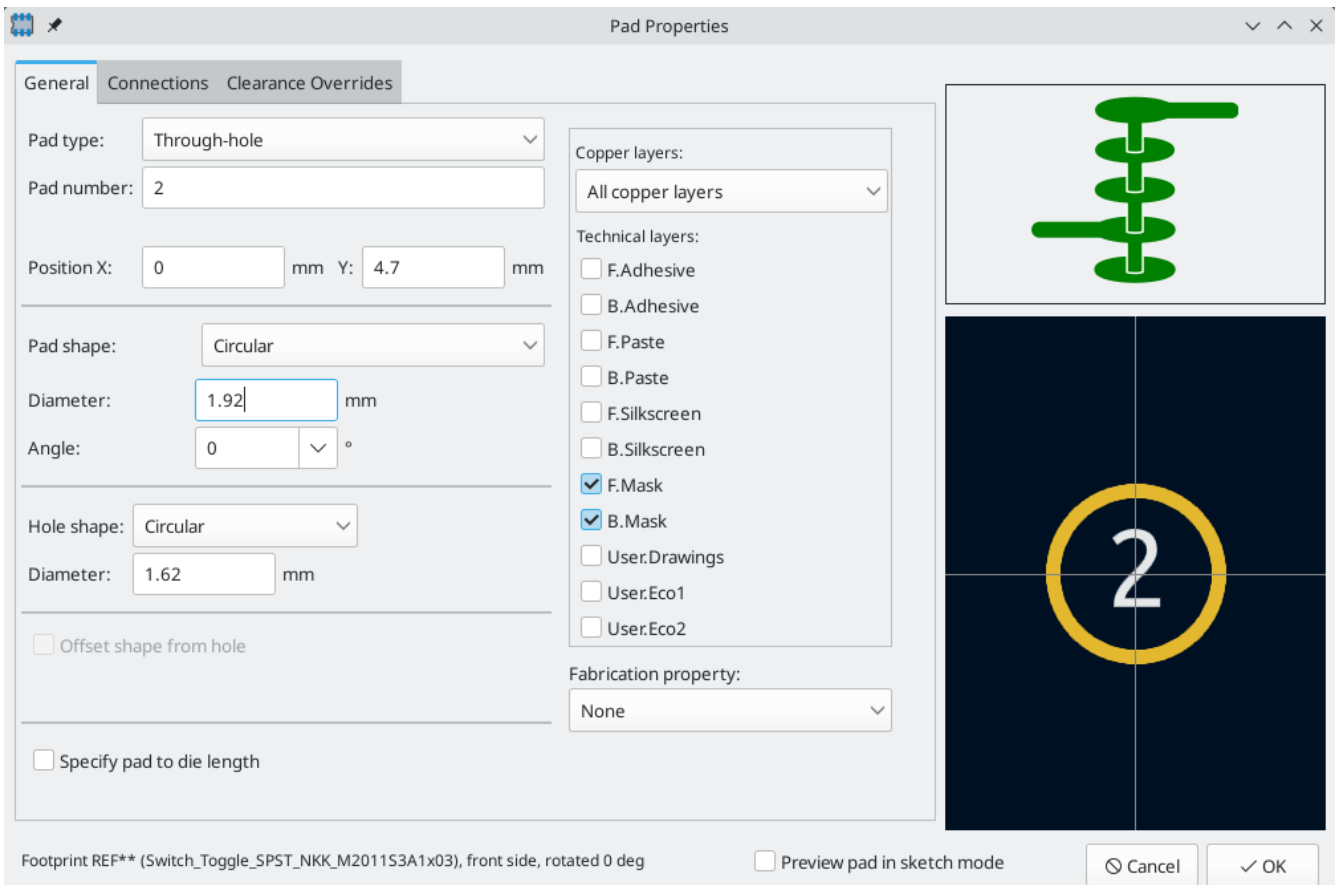 Pad Properties
General Connections Clearance Overrides
Pad type: Through-hole
Pad number: 2
Position X: 0 mm Y: 4.7 mm
Pad shape: Circular
Diameter: 1.92 mm
Angle: 0 °
Hole shape: Circular
Diameter: 1.62 mm
Offset shape from hole
Specify pad to die length
Copper layers:
All copper layers
Technical layers:
F.Adhesive
B.Adhesive
F.Paste
B.Paste
F.Silkscreen
B.Silkscreen
F.Mask
B.Mask
User.Drawings
User.Eco1
User.Eco2
Fabrication property:
None
2
Footprint REF** (Switch_Toggle_SPST_NKK_M2011S3A1x03), front side, rotated 0 deg
Preview pad in sketch mode
Cancel
OK